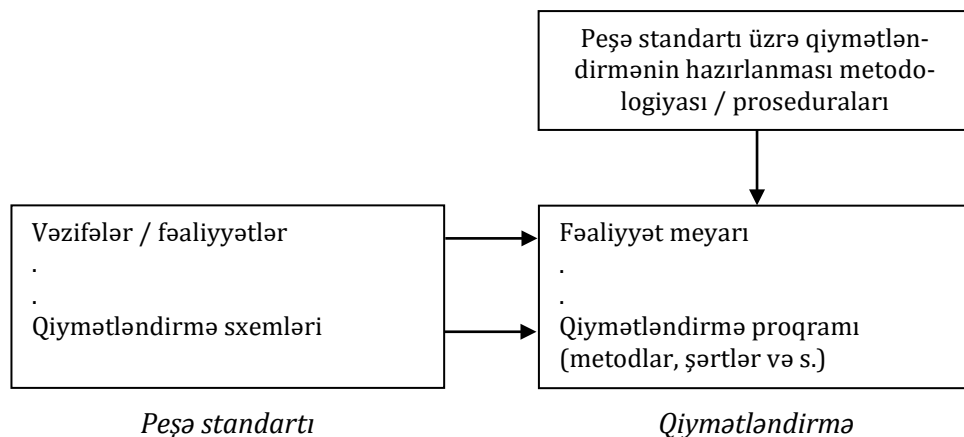 Peşə standartı üzrə qiymətlən-
dirmənin hazırlanması metodo-
logiyası / proseduraları
Vəzifələr / fəaliyyətlər
.
.
Qiymətləndirmə sxemləri
Fəaliyyət meyarı
.
.
Qiymətləndirmə proqramı
(metodlar, şərtlər və s.)
Peşə standartı
Qiymətləndirmə